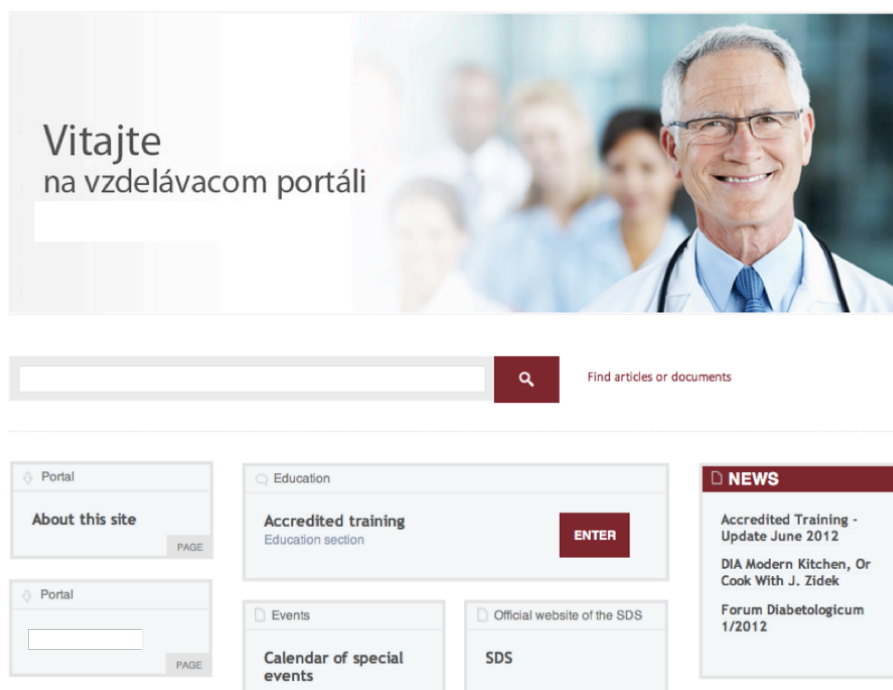 Vitajte
na vzdelávacom portáli
Find articles or documents
Portal
About this site
PAGE
Portal
PAGE
Education
Accredited training
Education section
ENTER
Events
Calendar of special
events
Official website of the SDS
SDS
NEWS
Accredited Training -
Update June 2012
DIA Modern Kitchen, Or
Cook With J. Zidek
Forum Diabetologicum
1/2012